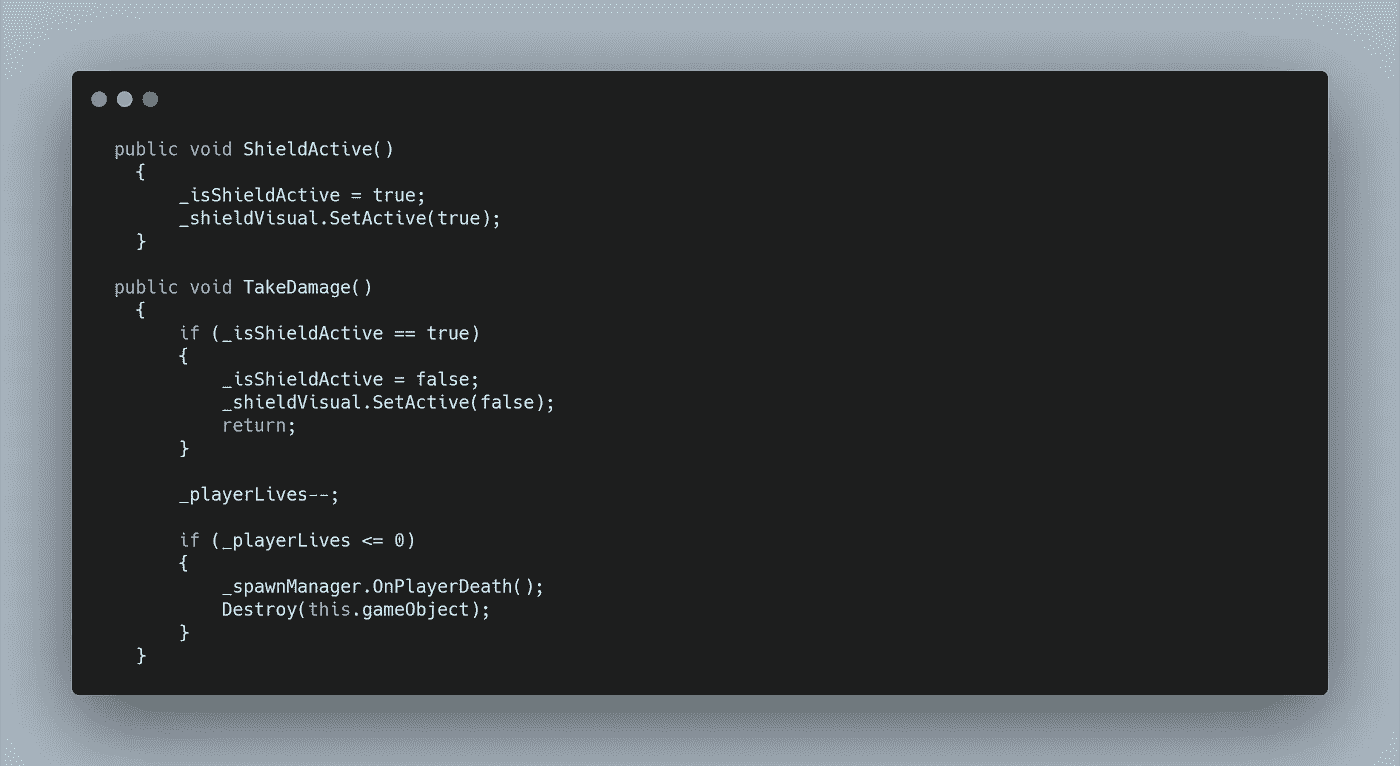 public void ShieldActive()
{
_isShieldActive = true;
_shieldVisual.SetActive(true);
}
public void TakeDamage()
{
if (_isShieldActive == true)
{
_isShieldActive = false;
_shieldVisual.SetActive(false);
return;
}
_playerLives--;
if (_playerLives <= 0)
{
_spawnManager.OnPlayerDeath();
Destroy(this.gameObject);
}
}